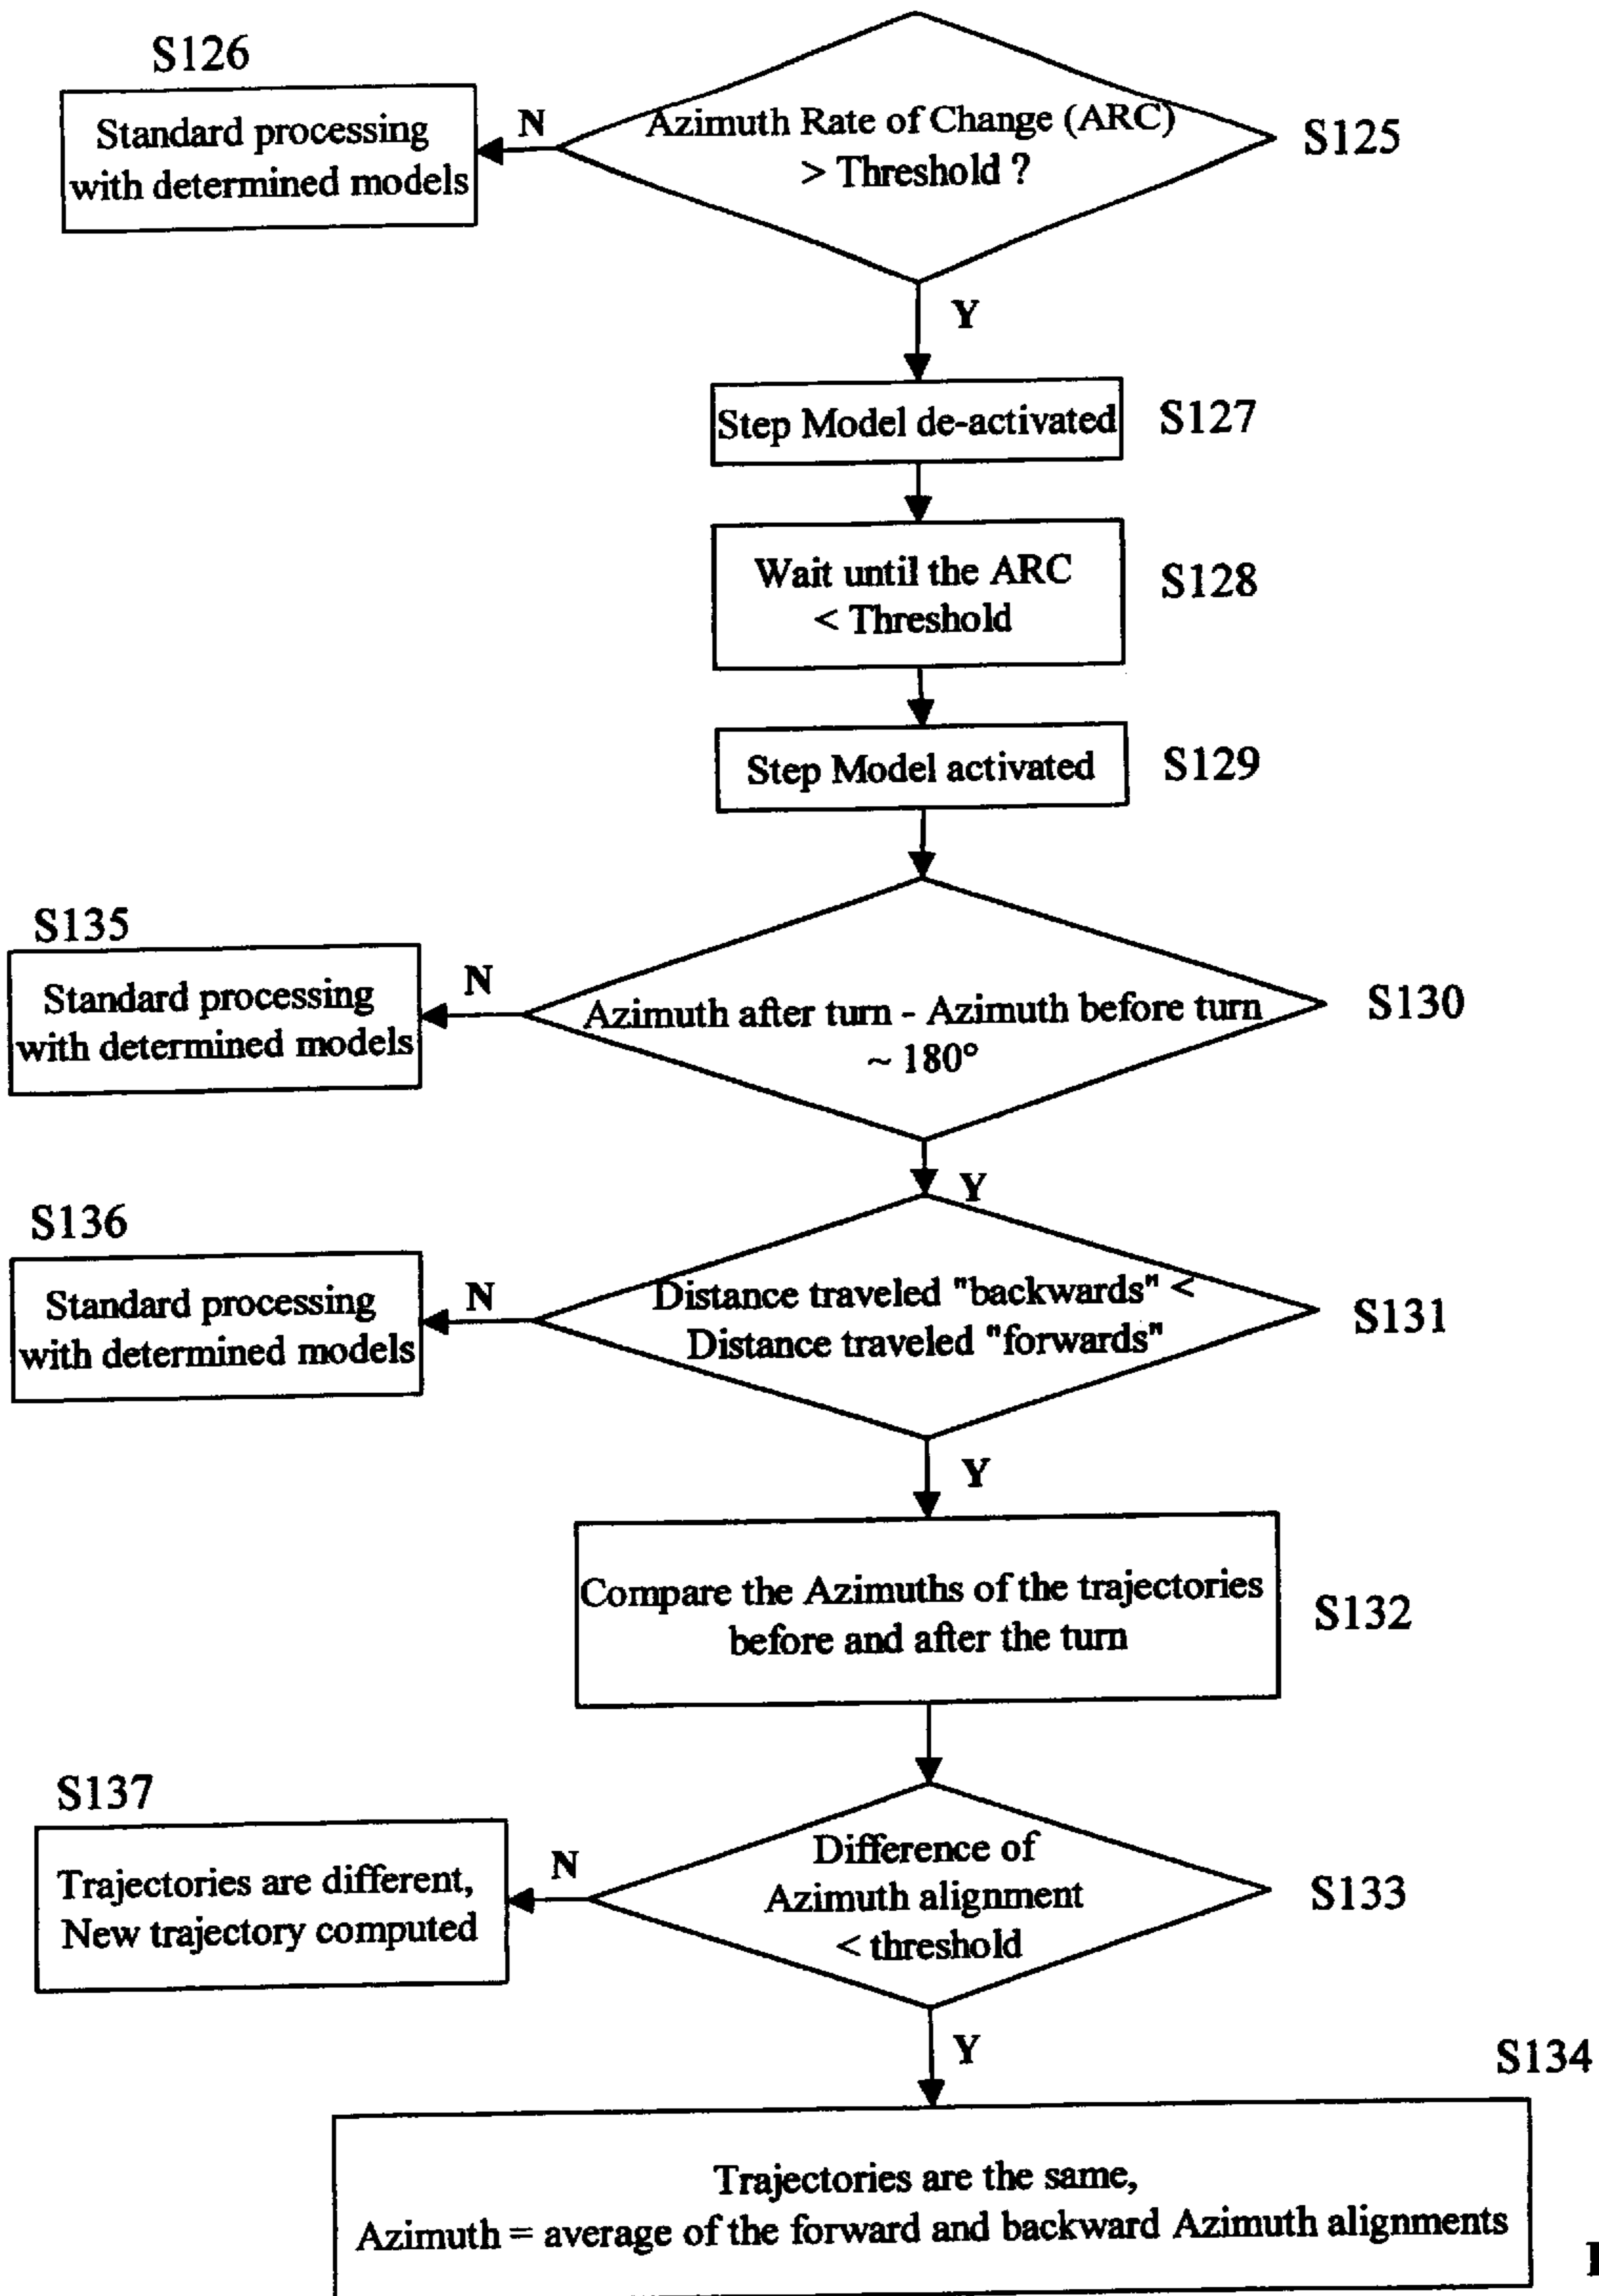 S126
Standard processing
with determined models
N
Azimuth Rate of Change (ARC)
> Threshold ?
S125
Y
Step Model de-activated
S127
Wait until the ARC
< Threshold
S128
Step Model activated
S129
S135
Standard processing
with determined models
N
Azimuth after turn - Azimuth before turn
~ 180°
S130
Y
S136
Standard processing
with determined models
N
Distance traveled "backwards" <
Distance traveled "forwards"
S131
Y
Compare the Azimuths of the trajectories
before and after the turn
S132
S137
Trajectories are different,
New trajectory computed
N
Difference of
Azimuth alignment
< threshold
S133
Y
S134
Trajectories are the same,
Azimuth = average of the forward and backward Azimuth alignments